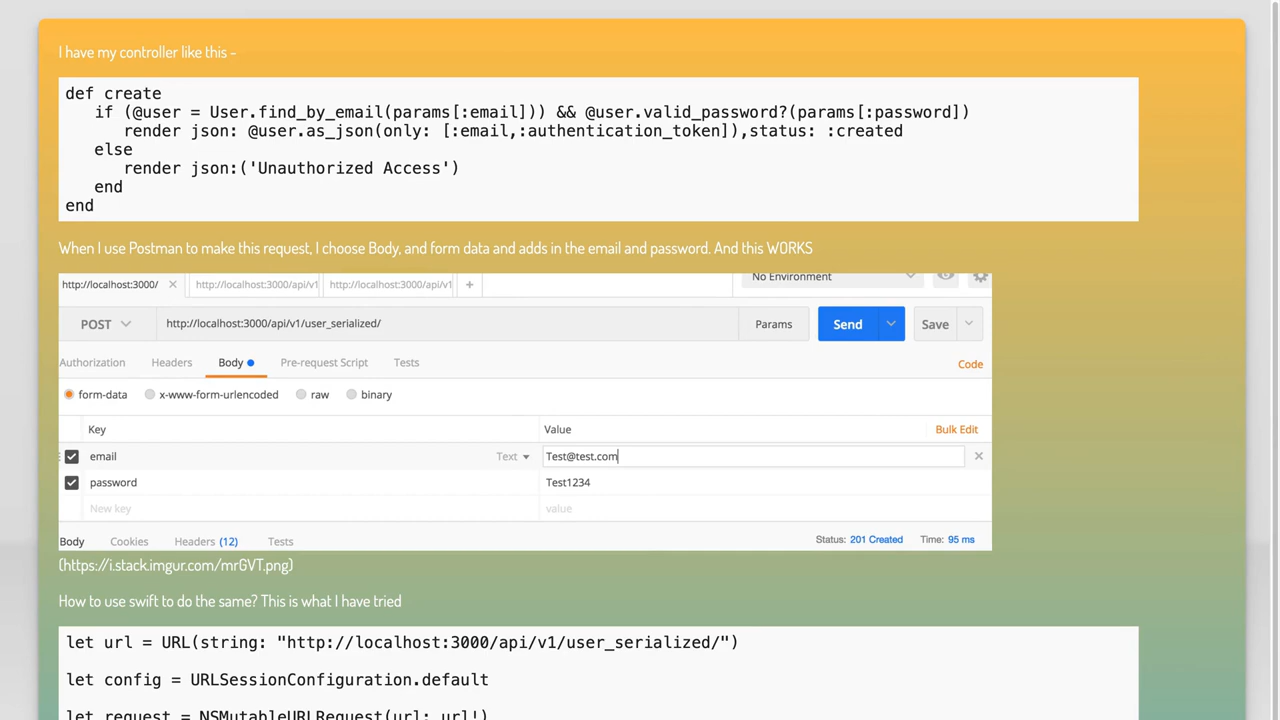 I have my controller like this -
def create
if (@user = User.find_by_email(params[:email])) && @user.valid_password?(params[:password])
render json: @user.as_json(only: [:email,:authentication_token]),status: :created
else
render json:('Unauthorized Access')
end
end
When I use Postman to make this request, I choose Body, and form data and adds in the email and password. And this WORKS
http://localhost:3000/ http://localhost:3000/api/v1 http://localhost:3000/api/v1 + No Environment
POST http://localhost:3000/api/v1/user_serialized/ Params Send Save
Authorization Headers Body Pre-request Script Tests Code
form-data x-www-form-urlencoded raw binary
Key Value Bulk Edit
email Text Test@test.com
password Test1234
New key value
Body Cookies Headers (12) Tests Status: 201 Created Time: 95 ms
(https://i.stack.imgur.com/mrGVT.png)
How to use swift to do the same? This is what I have tried
let url = URL(string: "http://localhost:3000/api/v1/user_serialized/")
let config = URLSessionConfiguration.default
let request = NSMutableURLRequest(url: url!)